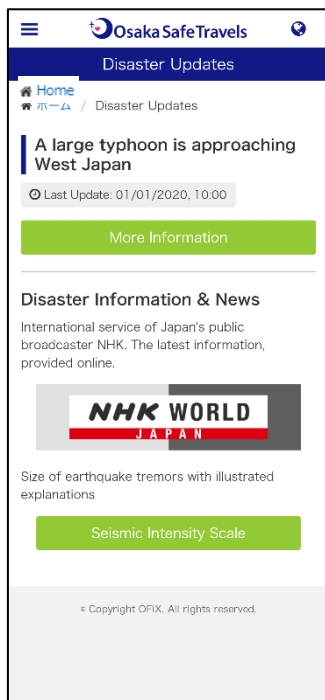 Osaka Safe Travels
Disaster Updates
Home
ホーム / Disaster Updates
A large typhoon is approaching
West Japan
Last Update: 01/01/2020, 10:00
More Information
Disaster Information & News
International service of Japan's public
broadcaster NHK. The latest information,
provided online.
NHK WORLD
JAPAN
Size of earthquake tremors with illustrated
explanations
Seismic Intensity Scale
© Copyright OFIX. All rights reserved.